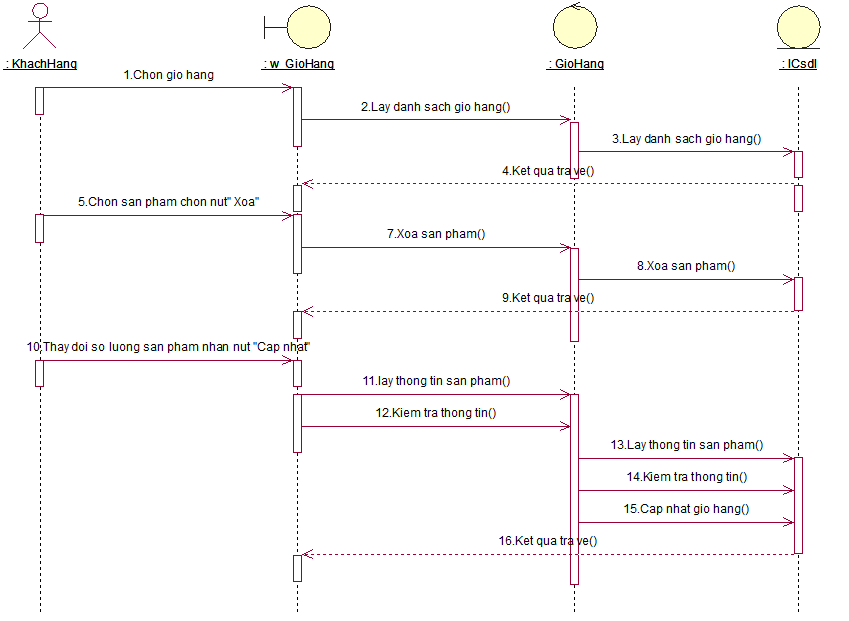 : KhachHang
: w_GioHang
: GioHang
: ICsdl
1.Chon gio hang
2.Lay danh sach gio hang()
3.Lay danh sach gio hang()
4.Ket qua tra ve()
5.Chon san pham chon nut" Xoa"
7.Xoa san pham()
8.Xoa san pham()
9.Ket qua tra ve()
10.Thay doi so luong san pham nhan nut "Cap nhat"
11.lay thong tin san pham()
12.Kiem tra thong tin()
13.Lay thong tin san pham()
14.Kiem tra thong tin()
15.Cap nhat gio hang()
16.Ket qua tra ve()